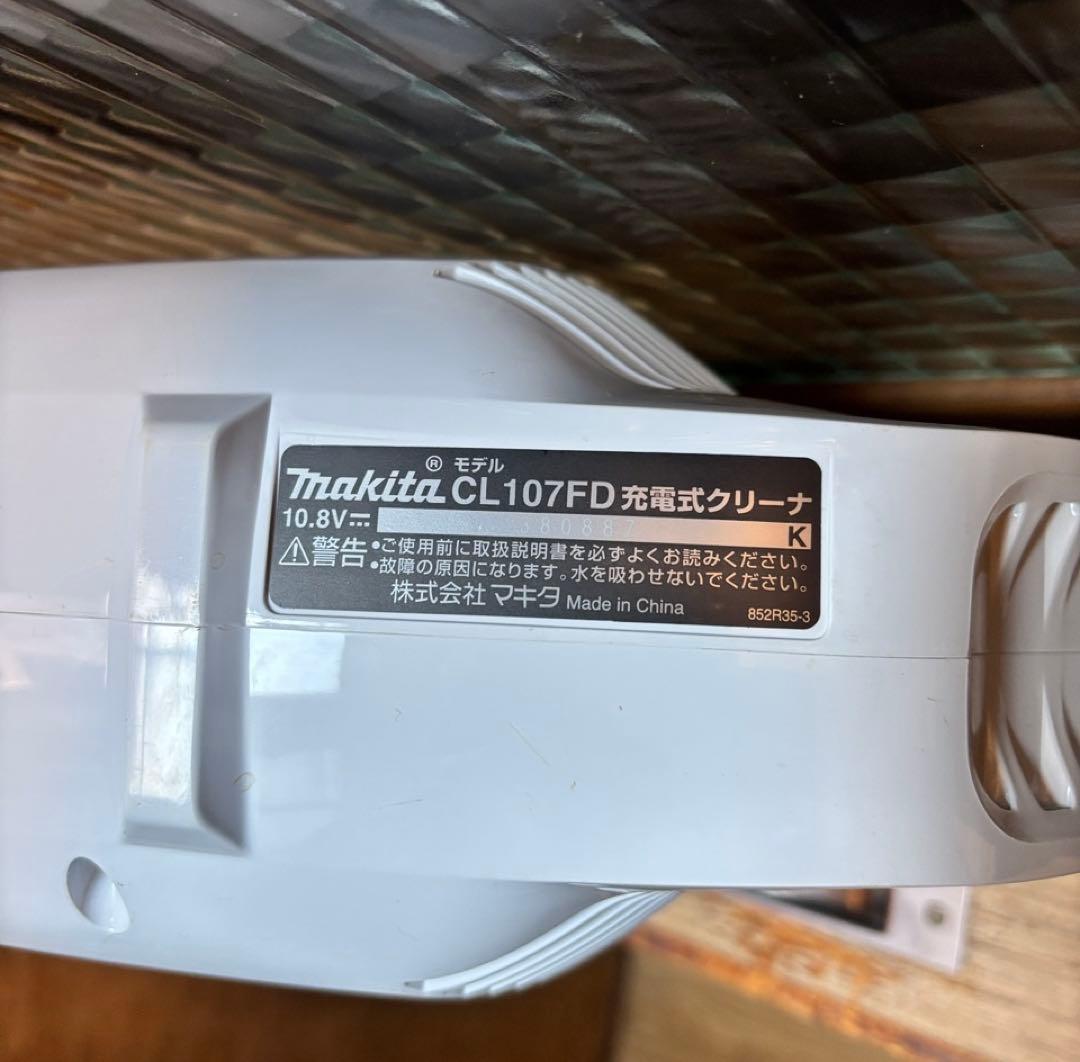 makita® モデル CL107FD 充電式クリーナ
10.8V⎓ 380887 K
⚠警告 •ご使用前に取扱説明書を必ずよくお読みください。
•故障の原因になります。水を吸わせないでください。
株式会社 マキタ Made in China 852R35-3